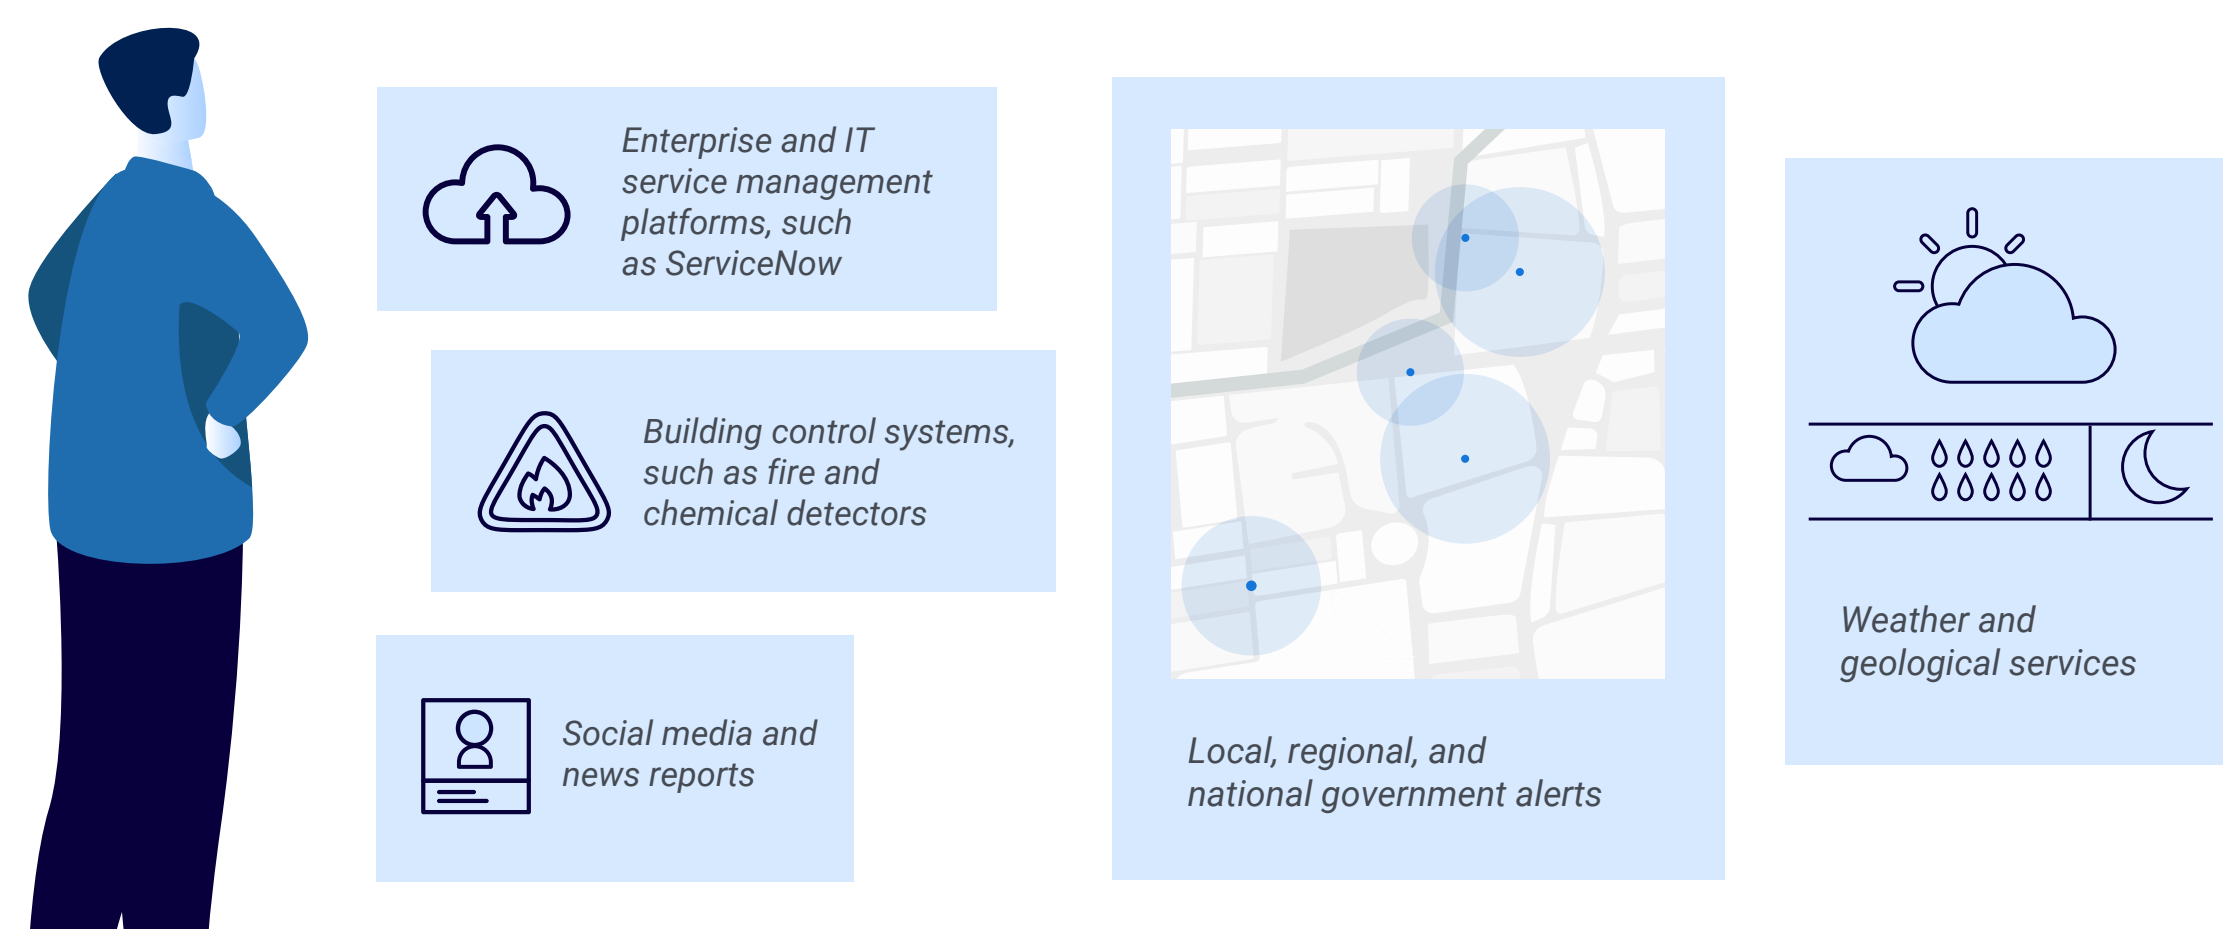 Enterprise and IT
service management
platforms, such
as ServiceNow
Building control systems,
such as fire and
chemical detectors
Social media and
news reports
Local, regional, and
national government alerts
Weather and
geological services